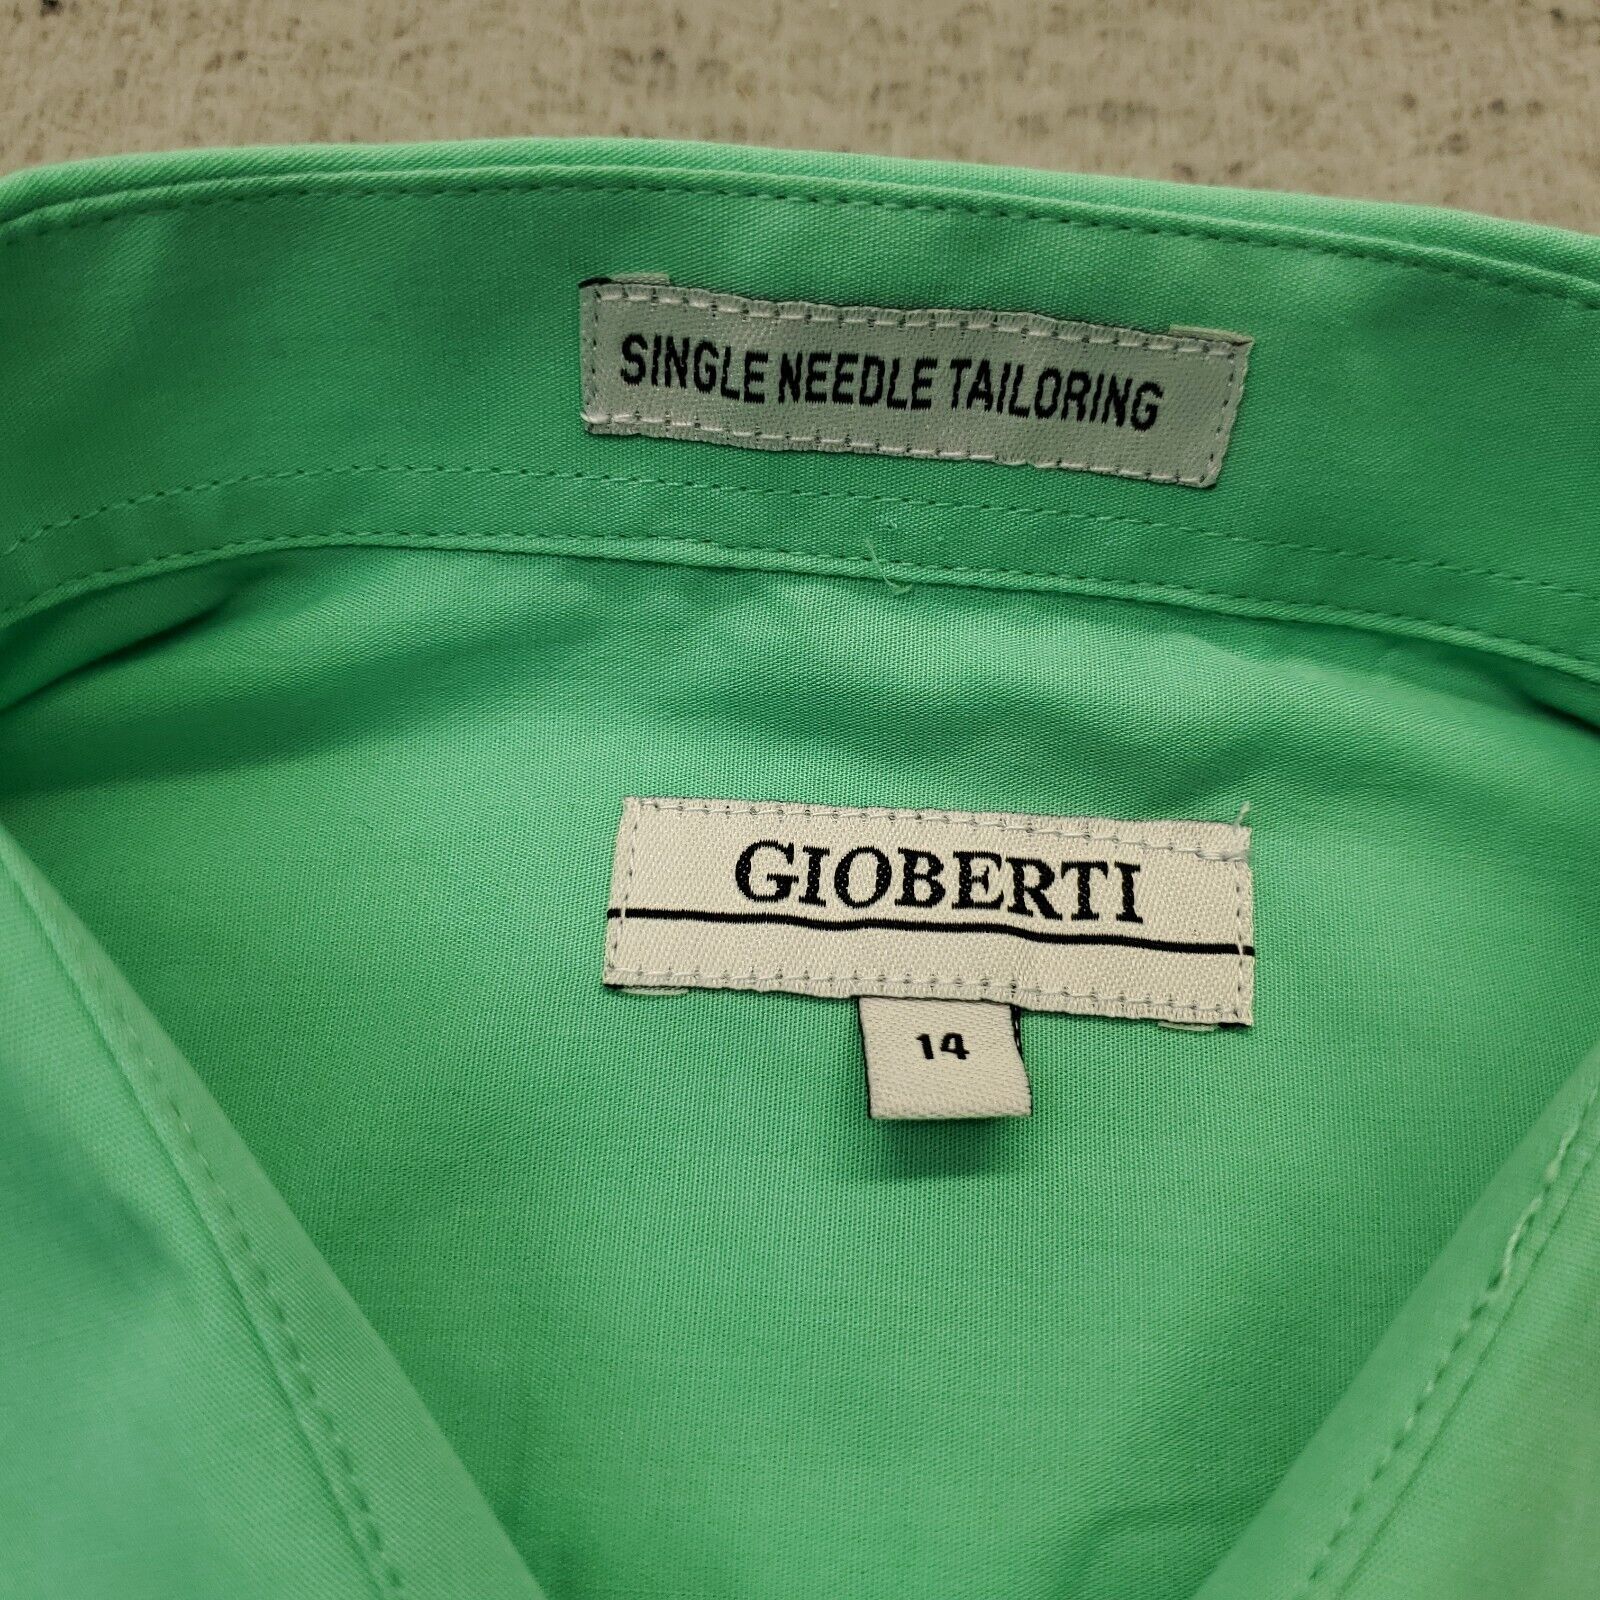 SINGLE NEEDLE TAILORING
GIOBERTI
14